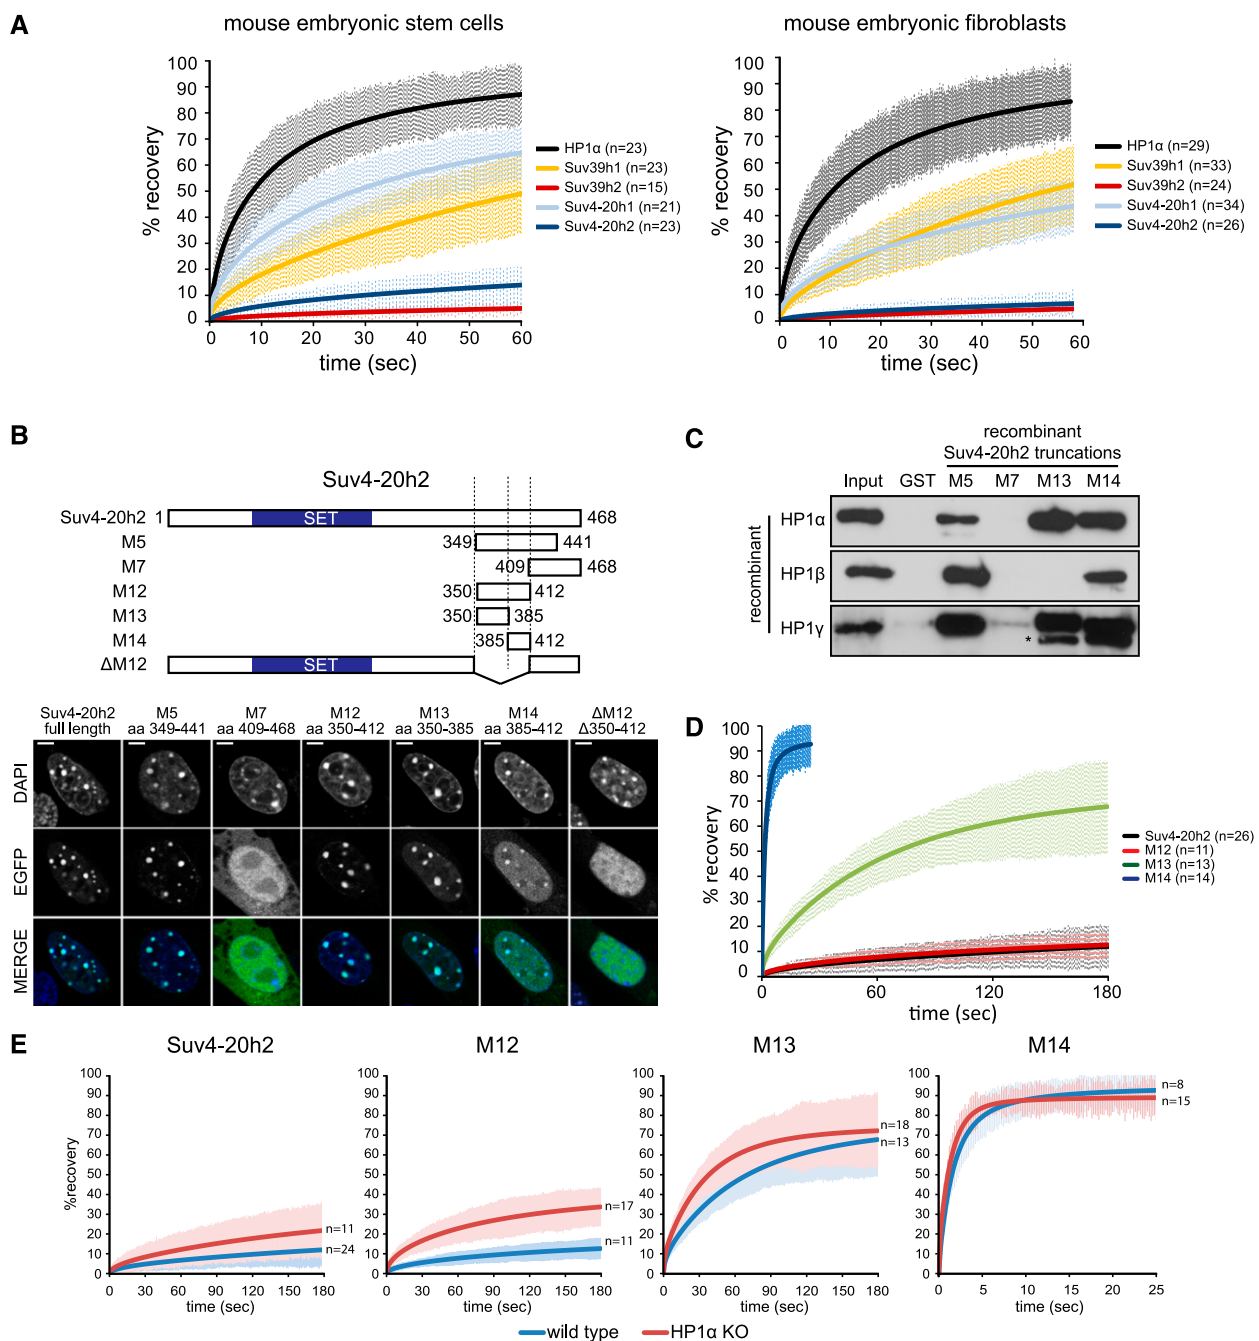 A
mouse embryonic stem cells
mouse embryonic fibroblasts
% recovery
100
90
80
70
60
50
40
30
20
10
0
0 10 20 30 40 50 60
time (sec)
HP1α (n=23)
Suv39h1 (n=23)
Suv39h2 (n=15)
Suv4-20h1 (n=21)
Suv4-20h2 (n=23)
% recovery
100
90
80
70
60
50
40
30
20
10
0
0 10 20 30 40 50 60
time (sec)
HP1α (n=29)
Suv39h1 (n=33)
Suv39h2 (n=24)
Suv4-20h1 (n=34)
Suv4-20h2 (n=26)
B
Suv4-20h2
Suv4-20h2 1 SET 468
M5 349 441
M7 409 468
M12 350 412
M13 350 385
M14 385 412
ΔM12 SET
Suv4-20h2 full length
M5 aa 349-441
M7 aa 409-468
M12 aa 350-412
M13 aa 350-385
M14 aa 385-412
ΔM12 Δ350-412
DAPI
EGFP
MERGE
C
recombinant
Suv4-20h2 truncations
Input GST M5 M7 M13 M14
recombinant
HP1α
HP1β
HP1γ
*
D
% recovery
100
90
80
70
60
50
40
30
20
10
0
0 60 120 180
time (sec)
Suv4-20h2 (n=26)
M12 (n=11)
M13 (n=13)
M14 (n=14)
E
Suv4-20h2
%recovery
100
90
80
70
60
50
40
30
20
10
0
0 30 60 90 120 150 180
time (sec)
n=11
n=24
M12
100
90
80
70
60
50
40
30
20
10
0
0 30 60 90 120 150 180
time (sec)
n=17
n=11
M13
100
90
80
70
60
50
40
30
20
10
0
0 30 60 90 120 150 180
time (sec)
n=18
n=13
M14
100
90
80
70
60
50
40
30
20
10
0
0 5 10 15 20 25
time (sec)
n=8
n=15
wild type
HP1α KO